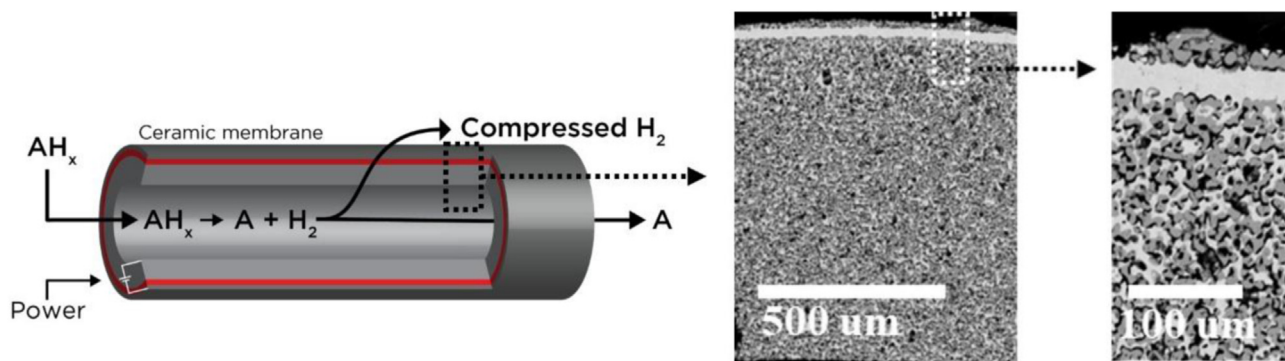 Ceramic membrane
Compressed H₂
AHₓ
AHₓ → A + H₂
A
Power
500 um
100 um